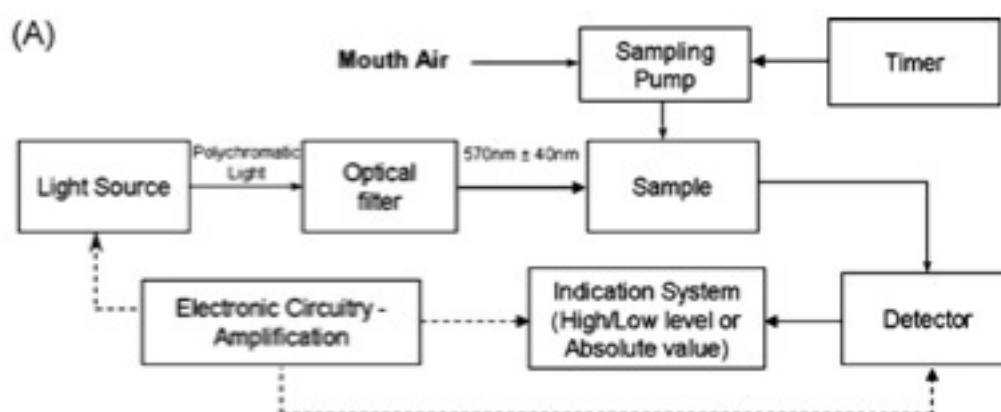 (A)
Mouth Air
Sampling
Pump
Timer
Light Source
Polychromatic
Light
Optical
filter
570nm ± 40nm
Sample
Electronic Circuitry -
Amplification
Indication System
(High/Low level or
Absolute value)
Detector